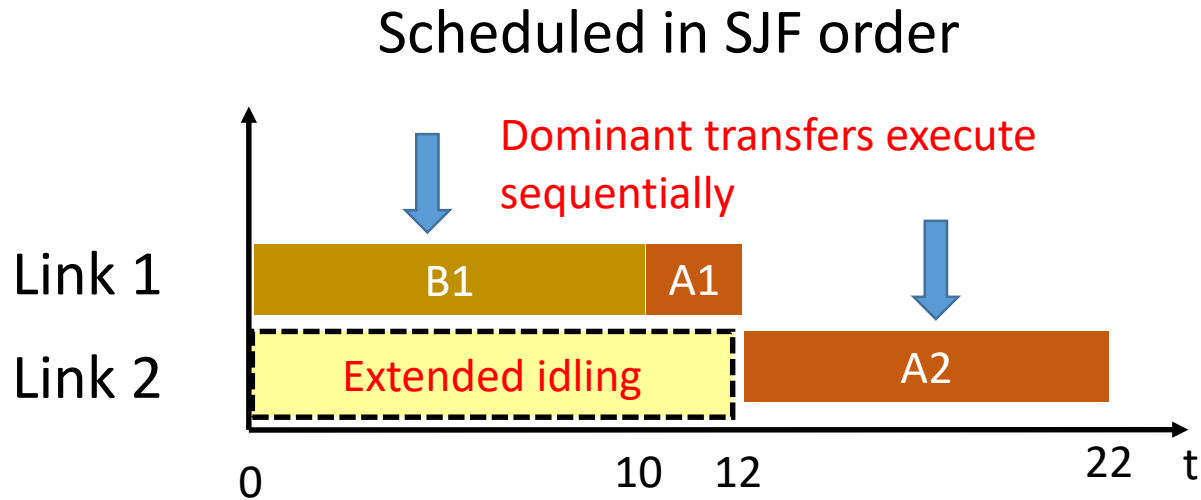 Scheduled in SJF order
Dominant transfers execute
sequentially
Link 1
B1
A1
Link 2
Extended idling
A2
0
10
12
22
t